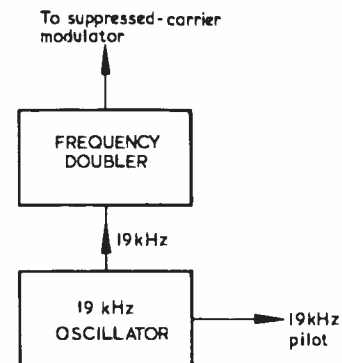 To suppressed-carrier
modulator
FREQUENCY
DOUBLER
19kHz
19 kHz
OSCILLATOR
19kHz
pilot